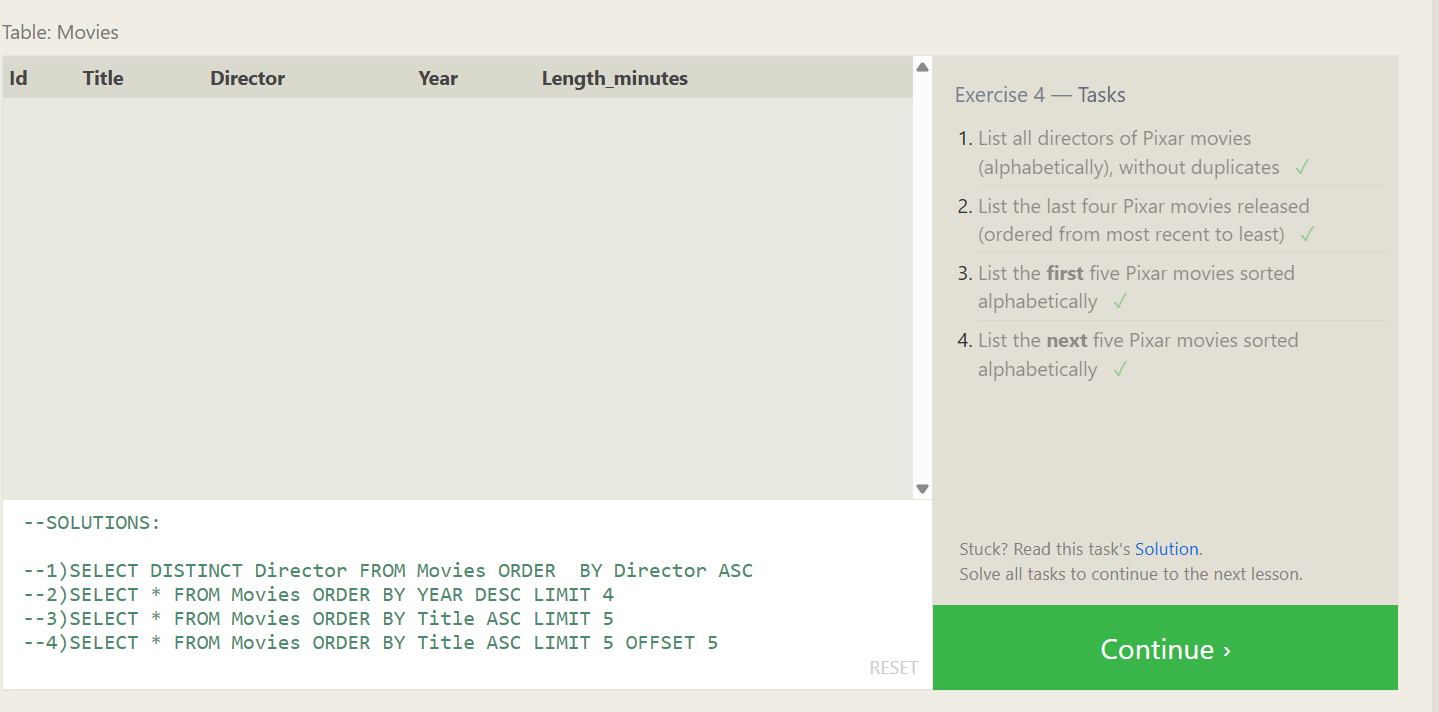 Table: Movies
Id Title Director Year Length_minutes
Exercise 4 — Tasks
1. List all directors of Pixar movies
(alphabetically), without duplicates ✓
2. List the last four Pixar movies released
(ordered from most recent to least) ✓
3. List the first five Pixar movies sorted
alphabetically ✓
4. List the next five Pixar movies sorted
alphabetically ✓
Stuck? Read this task's Solution.
Solve all tasks to continue to the next lesson.
Continue ›
--SOLUTIONS:
--1)SELECT DISTINCT Director FROM Movies ORDER  BY Director ASC
--2)SELECT * FROM Movies ORDER BY YEAR DESC LIMIT 4
--3)SELECT * FROM Movies ORDER BY Title ASC LIMIT 5
--4)SELECT * FROM Movies ORDER BY Title ASC LIMIT 5 OFFSET 5
RESET